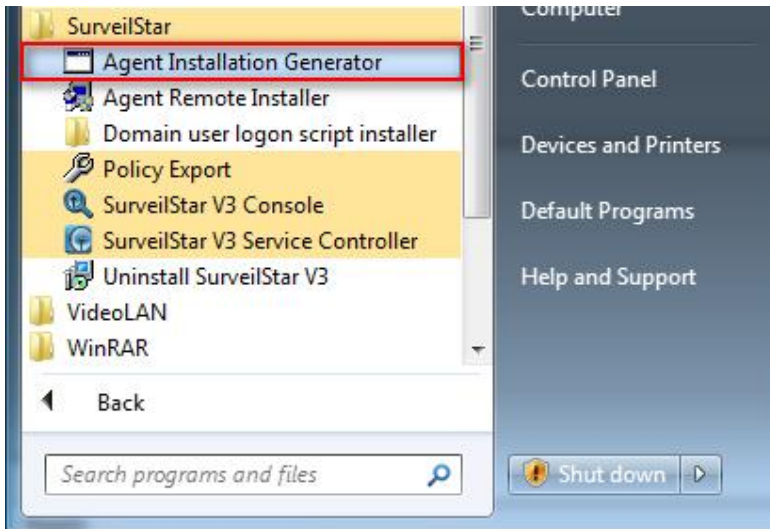 SurveilStar
Agent Installation Generator
Agent Remote Installer
Domain user logon script installer
Policy Export
SurveilStar V3 Console
SurveilStar V3 Service Controller
Uninstall SurveilStar V3
VideoLAN
WinRAR
Back
Search programs and files
Computer
Control Panel
Devices and Printers
Default Programs
Help and Support
Shut down